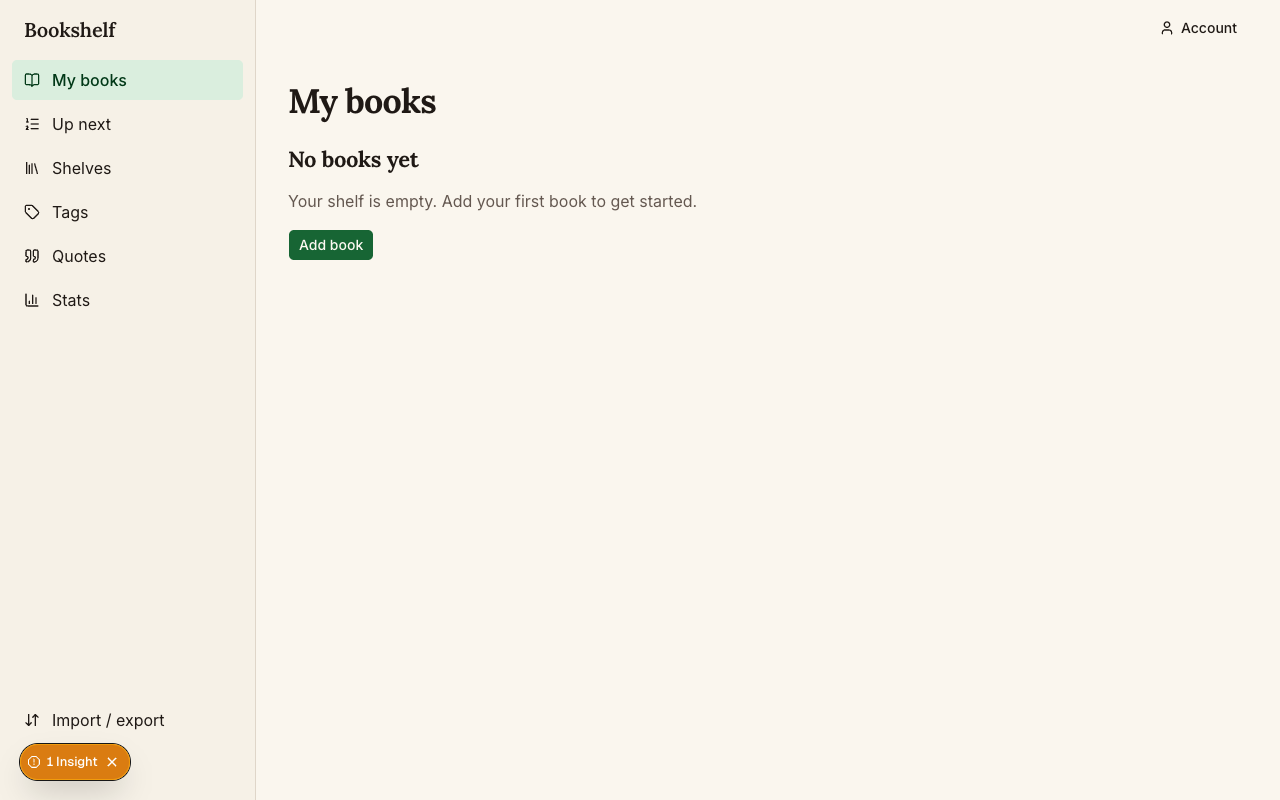 Bookshelf
My books
Up next
Shelves
Tags
Quotes
Stats
Import / export
1 Insight
Account
My books
No books yet
Your shelf is empty. Add your first book to get started.
Add book